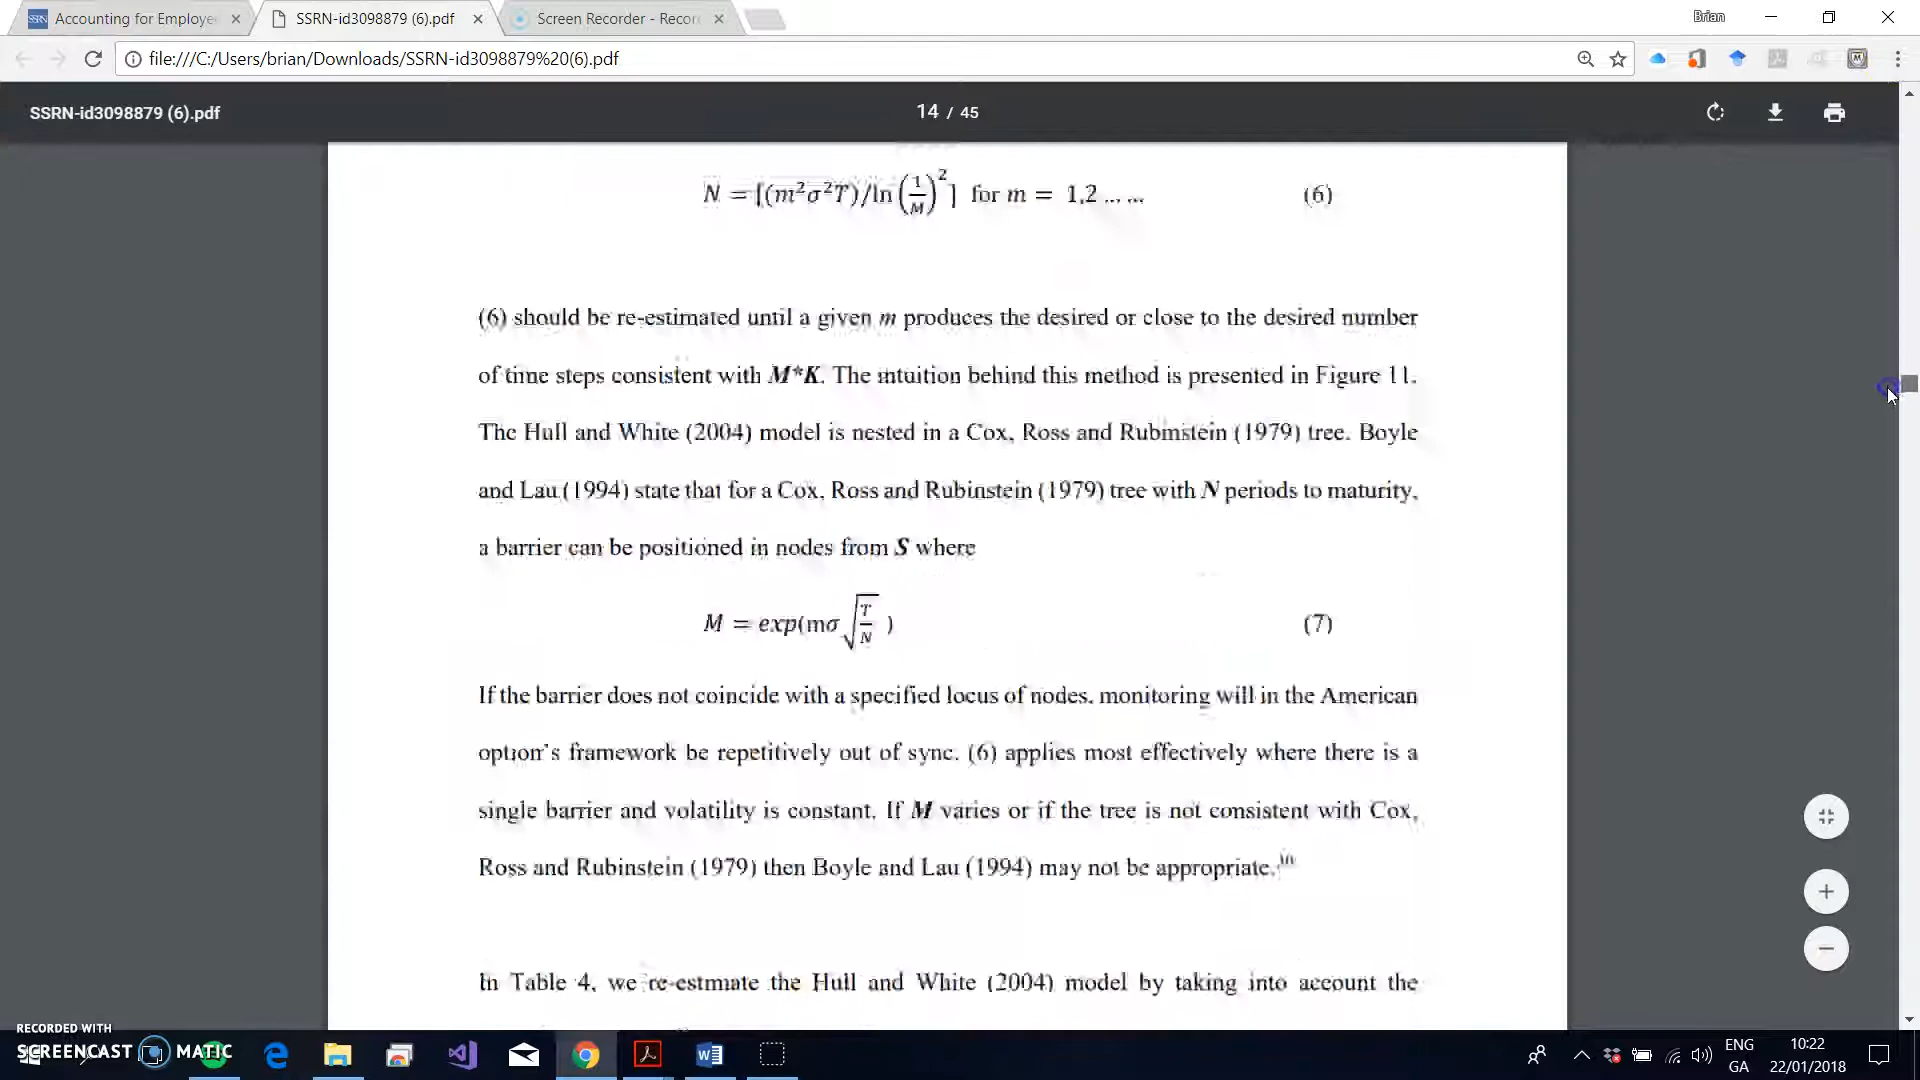 Accounting for Employe
SSRN-id3098879 (6).pdf
Screen Recorder - Recor
Brian
file:///C:/Users/brian/Downloads/SSRN-id3098879%20(6).pdf
SSRN-id3098879 (6).pdf
14 / 45
N = [(m²σ²T)/ln(1/M)²] for m = 1,2 ... ... (6)
(6) should be re-estimated until a given m produces the desired or close to the desired number
of time steps consistent with M*K. The intuition behind this method is presented in Figure 11.
The Hull and White (2004) model is nested in a Cox, Ross and Rubinstein (1979) tree. Boyle
and Lau (1994) state that for a Cox, Ross and Rubinstein (1979) tree with N periods to maturity,
a barrier can be positioned in nodes from S where
M = exp(mσ√(T/N)) (7)
If the barrier does not coincide with a specified locus of nodes, monitoring will in the American
option's framework be repetitively out of sync. (6) applies most effectively where there is a
single barrier and volatility is constant. If M varies or if the tree is not consistent with Cox,
Ross and Rubinstein (1979) then Boyle and Lau (1994) may not be appropriate.¹⁰
In Table 4, we re-estmate the Hull and White (2004) model by taking into account the
RECORDED WITH
SCREENCAST MATIC
ENG
GA
10:22
22/01/2018